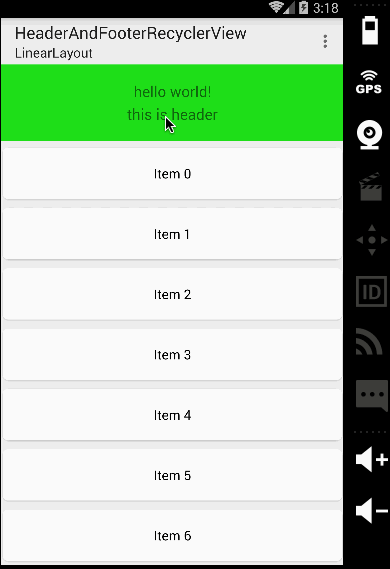 3:18
HeaderAndFooterRecyclerView
LinearLayout
GPS
hello world!
this is header
Item 0
Item 1
Item 2
ID
Item 3
Item 4
Item 5
Item 6